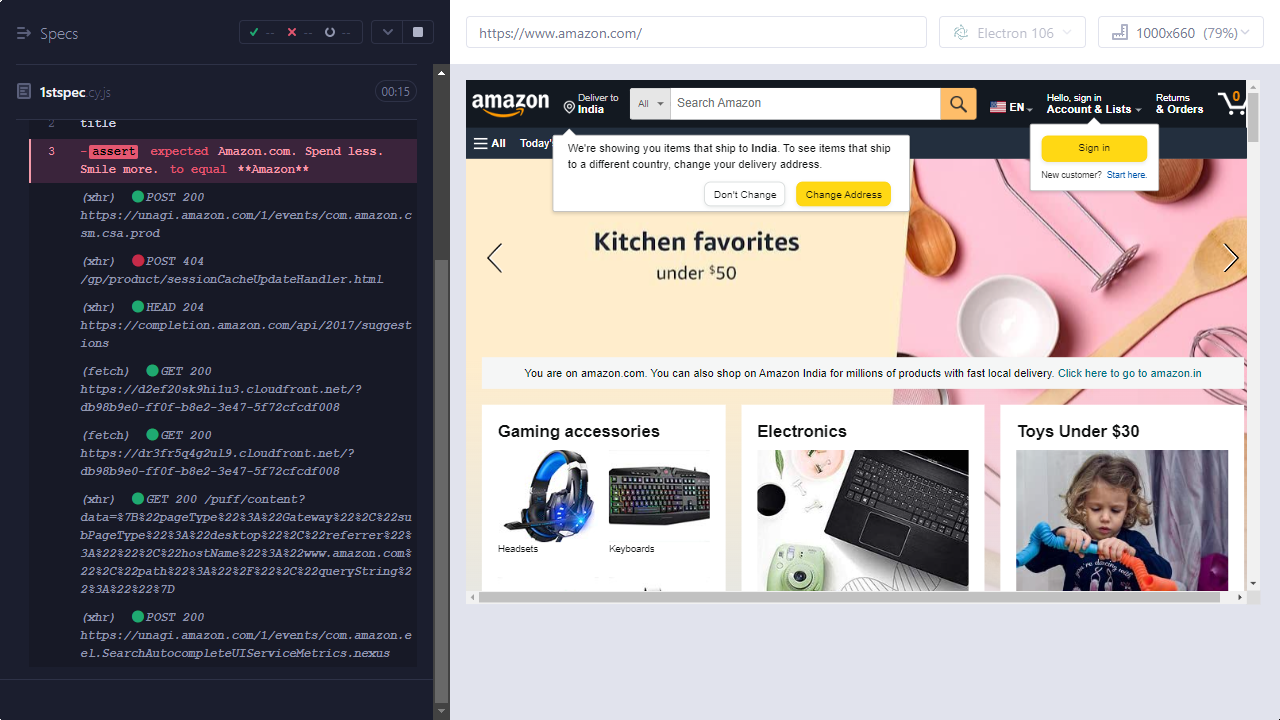 Specs
-- -- --
https://www.amazon.com/
Electron 106
1000x660 (79%)
1stspec.cy.js
00:15
2 title
3 -assert expected Amazon.com. Spend less.
Smile more. to equal **Amazon**
(xhr) POST 200
https://unagi.amazon.com/1/events/com.amazon.c
sm.csa.prod
(xhr) POST 404
/gp/product/sessionCacheUpdateHandler.html
(xhr) HEAD 204
https://completion.amazon.com/api/2017/suggest
ions
(fetch) GET 200
https://d2ef20sk9hi1u3.cloudfront.net/?
db98b9e0-ff0f-b8e2-3e47-5f72cfcdf008
(fetch) GET 200
https://dr3fr5q4g2ul9.cloudfront.net/?
db98b9e0-ff0f-b8e2-3e47-5f72cfcdf008
(xhr) GET 200 /puff/content?
data=%7B%22pageType%22%3A%22Gateway%22%2C%22su
bPageType%22%3A%22desktop%22%2C%22referrer%22%
3A%22%22%2C%22hostName%22%3A%22www.amazon.com%
22%2C%22path%22%3A%22%2F%22%2C%22queryString%2
2%3A%22%22%7D
(xhr) POST 200
https://unagi.amazon.com/1/events/com.amazon.e
el.SearchAutocompleteUIServiceMetrics.nexus
amazon
Deliver to
India
All
Search Amazon
EN
Hello, sign in
Account & Lists
Returns
& Orders
0
All
Today's
We're showing you items that ship to India. To see items that ship
to a different country, change your delivery address.
Don't Change
Change Address
Sign in
New customer? Start here.
Kitchen favorites
under $50
You are on amazon.com. You can also shop on Amazon India for millions of products with fast local delivery. Click here to go to amazon.in
Gaming accessories
Headsets
Keyboards
Electronics
Toys Under $30